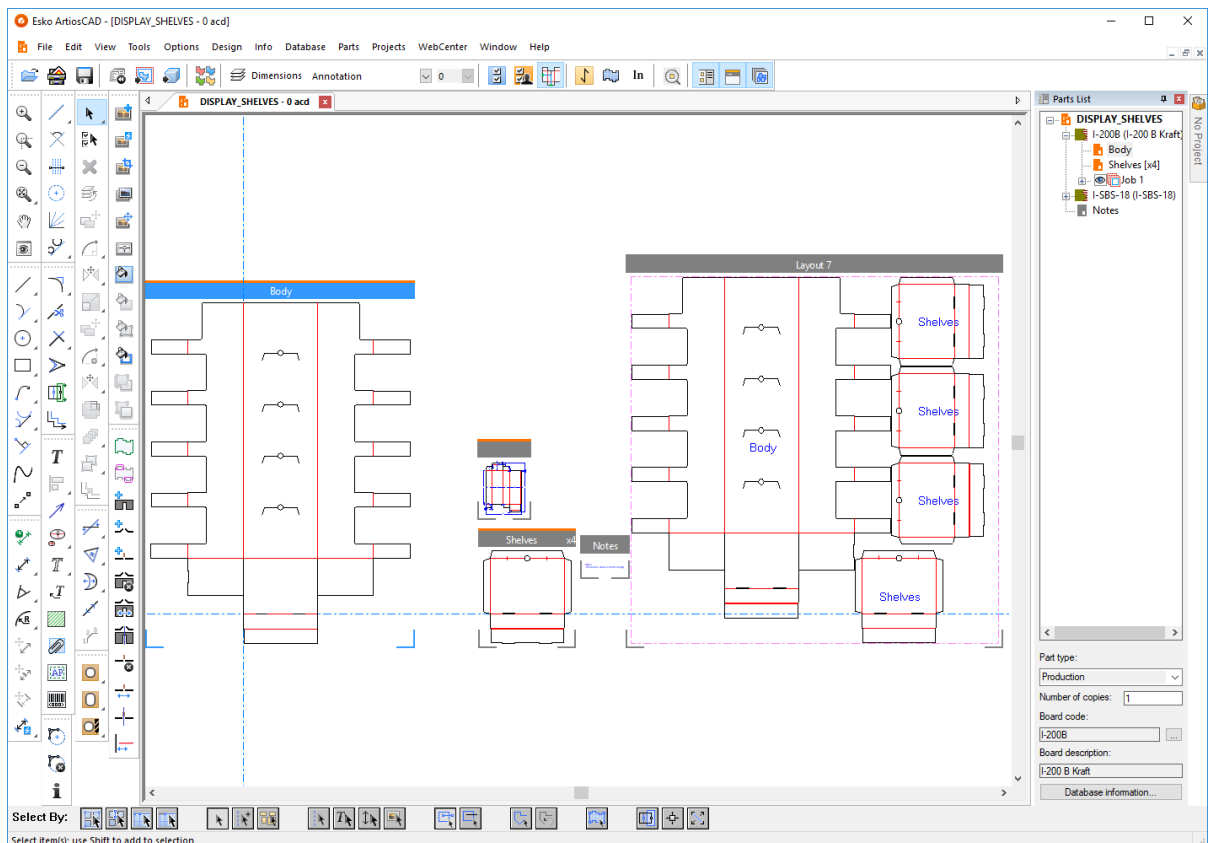 Esko ArtiosCAD - [DISPLAY_SHELVES - 0 acd]
File Edit View Tools Options Design Info Database Parts Projects WebCenter Window Help
Dimensions Annotation 0 In
DISPLAY_SHELVES - 0 acd
Parts List
No Project
DISPLAY_SHELVES
I-200B (I-200 B Kraft)
Body
Shelves [x4]
Job 1
I-SBS-18 (I-SBS-18)
Notes
Body
Layout 7
Shelves
Shelves
Body
Shelves
Shelves x4
Notes
Shelves
Part type:
Production
Number of copies: 1
Board code:
I-200B ...
Board description:
I-200 B Kraft
Database information...
Select By:
Select item(s); use Shift to add to selection